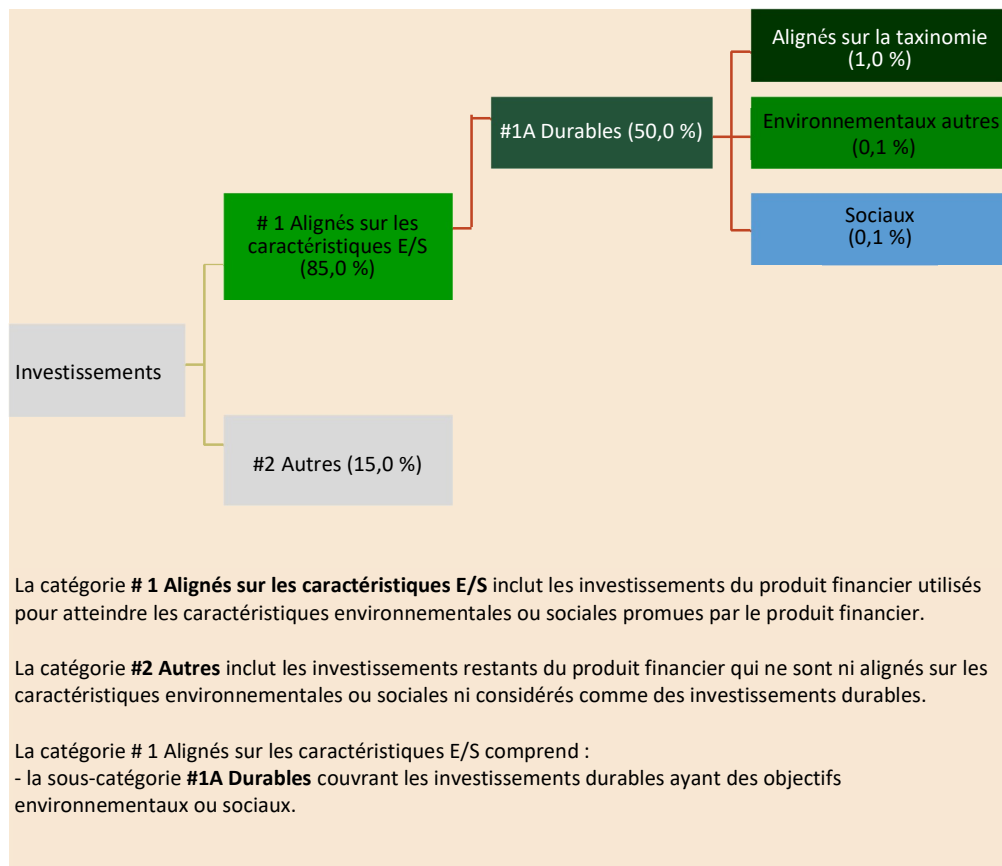 Alignés sur la taxinomie
(1,0 %)
#1A Durables (50,0 %)
Environnementaux autres
(0,1 %)
# 1 Alignés sur les
caractéristiques E/S
(85,0 %)
Sociaux
(0,1 %)
Investissements
#2 Autres (15,0 %)
La catégorie # 1 Alignés sur les caractéristiques E/S inclut les investissements du produit financier utilisés
pour atteindre les caractéristiques environnementales ou sociales promues par le produit financier.
La catégorie #2 Autres inclut les investissements restants du produit financier qui ne sont ni alignés sur les
caractéristiques environnementales ou sociales ni considérés comme des investissements durables.
La catégorie # 1 Alignés sur les caractéristiques E/S comprend :
- la sous-catégorie #1A Durables couvrant les investissements durables ayant des objectifs
environnementaux ou sociaux.